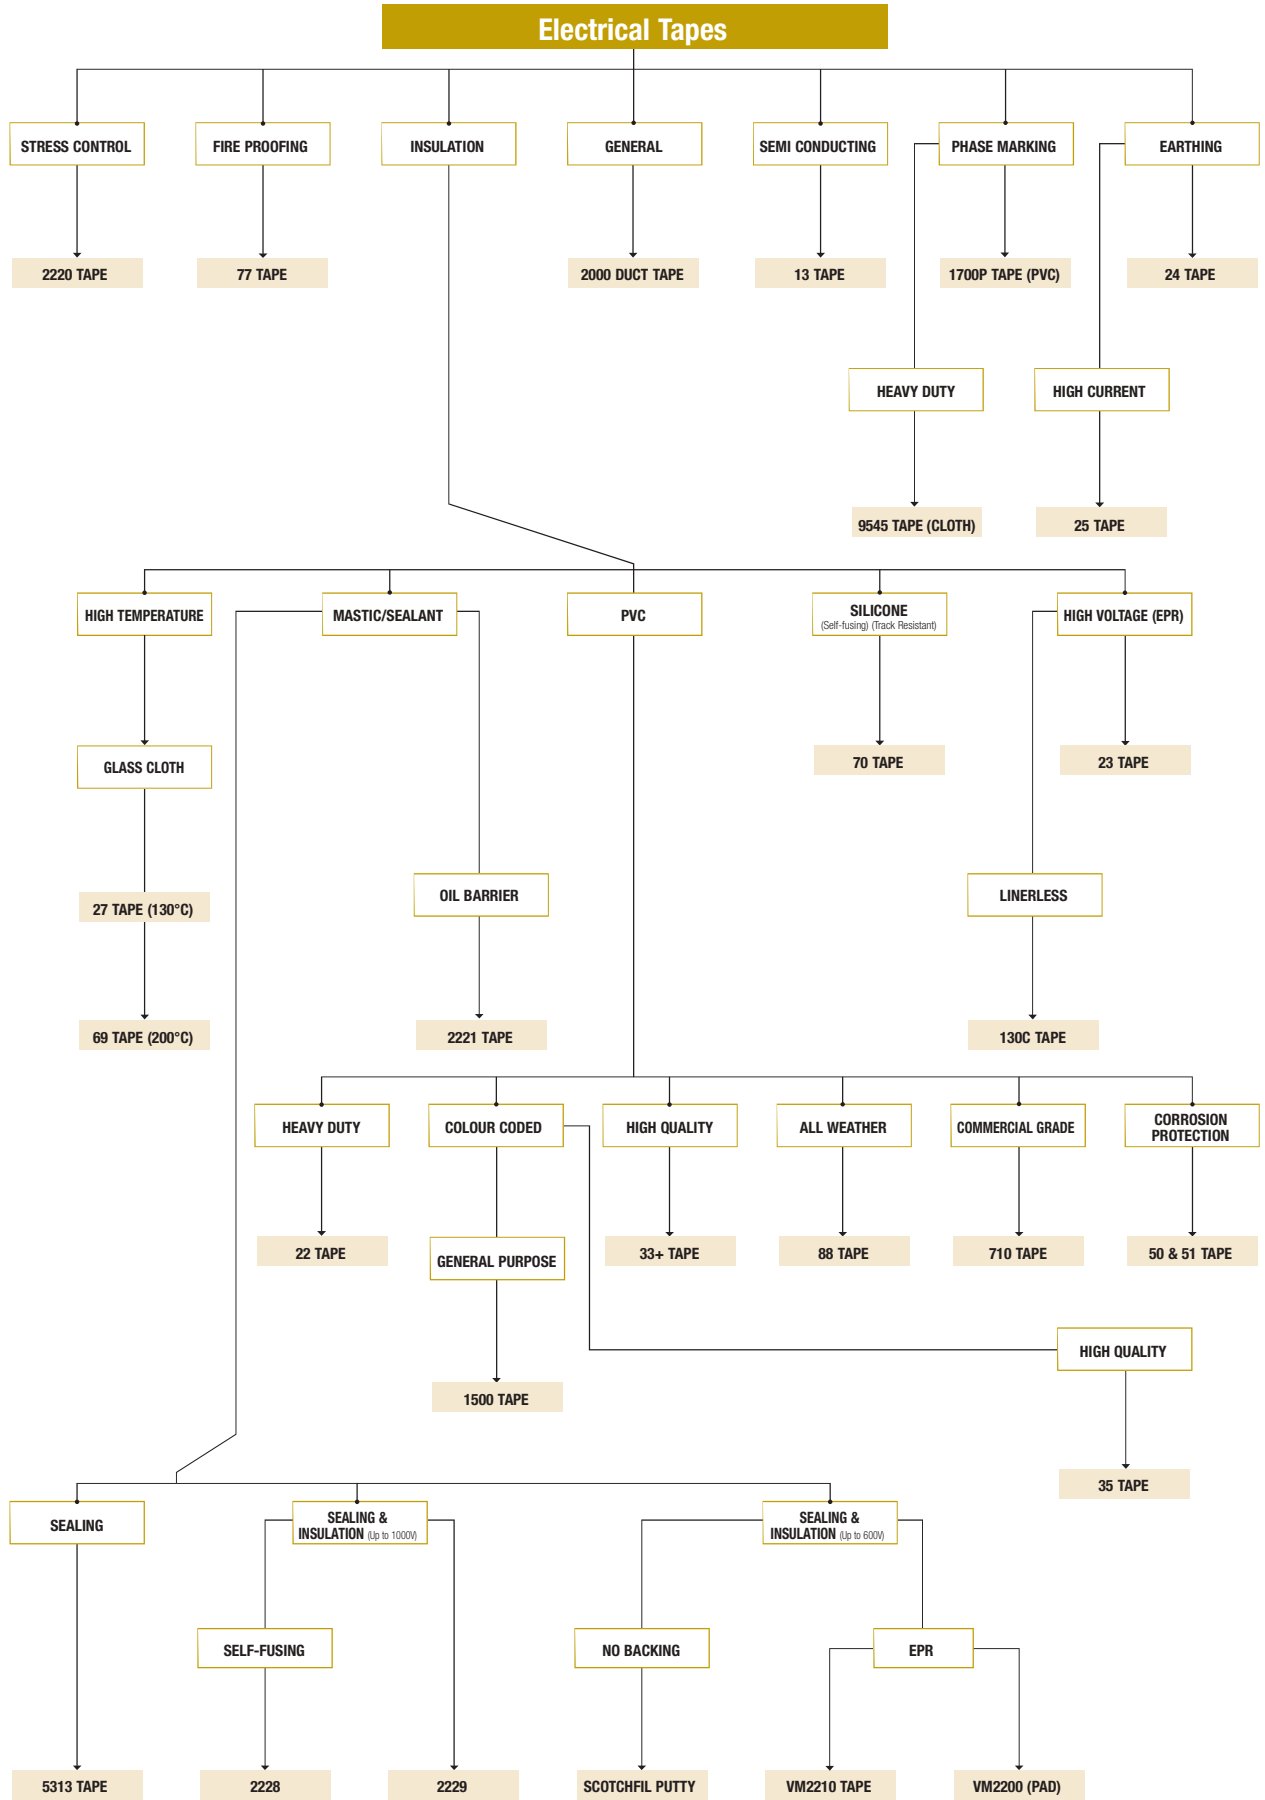 Electrical Tapes
STRESS CONTROL
FIRE PROOFING
INSULATION
GENERAL
SEMI CONDUCTING
PHASE MARKING
EARTHING
2220 TAPE
77 TAPE
2000 DUCT TAPE
13 TAPE
1700P TAPE (PVC)
24 TAPE
HEAVY DUTY
HIGH CURRENT
9545 TAPE (CLOTH)
25 TAPE
HIGH TEMPERATURE
MASTIC/SEALANT
PVC
SILICONE
(Self-fusing) (Track Resistant)
HIGH VOLTAGE (EPR)
GLASS CLOTH
70 TAPE
23 TAPE
27 TAPE (130°C)
OIL BARRIER
LINERLESS
69 TAPE (200°C)
2221 TAPE
130C TAPE
HEAVY DUTY
COLOUR CODED
HIGH QUALITY
ALL WEATHER
COMMERCIAL GRADE
CORROSION
PROTECTION
22 TAPE
GENERAL PURPOSE
33+ TAPE
88 TAPE
710 TAPE
50 & 51 TAPE
HIGH QUALITY
1500 TAPE
35 TAPE
SEALING
SEALING &
INSULATION (Up to 1000V)
SEALING &
INSULATION (Up to 600V)
SELF-FUSING
NO BACKING
EPR
5313 TAPE
2228
2229
SCOTCHFIL PUTTY
VM2210 TAPE
VM2200 (PAD)